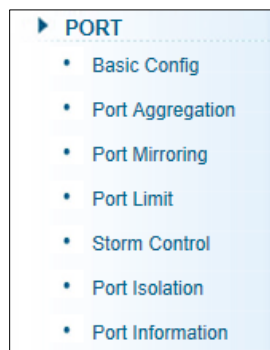 PORT
Basic Config
Port Aggregation
Port Mirroring
Port Limit
Storm Control
Port Isolation
Port Information